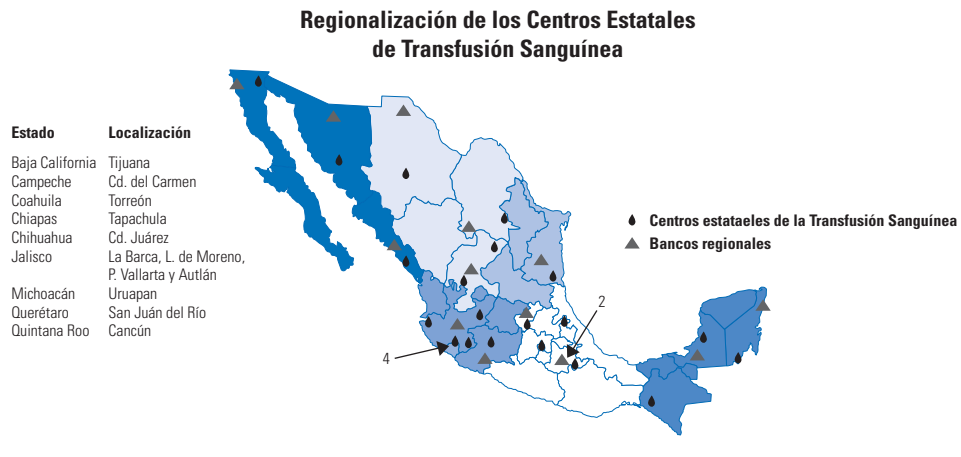 Regionalización de los Centros Estatales
de Transfusión Sanguínea
Estado Localización
Baja California Tijuana
Campeche Cd. del Carmen
Coahuila Torreón
Chiapas Tapachula
Chihuahua Cd. Juárez
Jalisco La Barca, L. de Moreno,
P. Vallarta y Autlán
Michoacán Uruapan
Querétaro San Juán del Río
Quintana Roo Cancún
Centros estataeles de la Transfusión Sanguínea
Bancos regionales
2
4